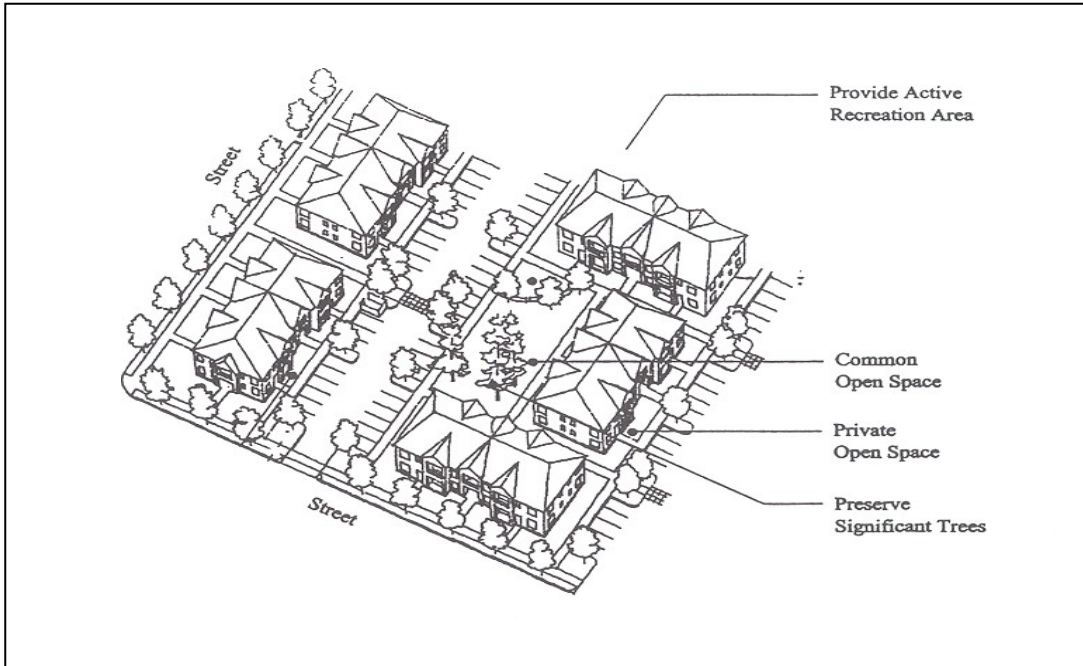 Provide Active
Recreation Area
Street
Common
Open Space
Private
Open Space
Preserve
Significant Trees
Street